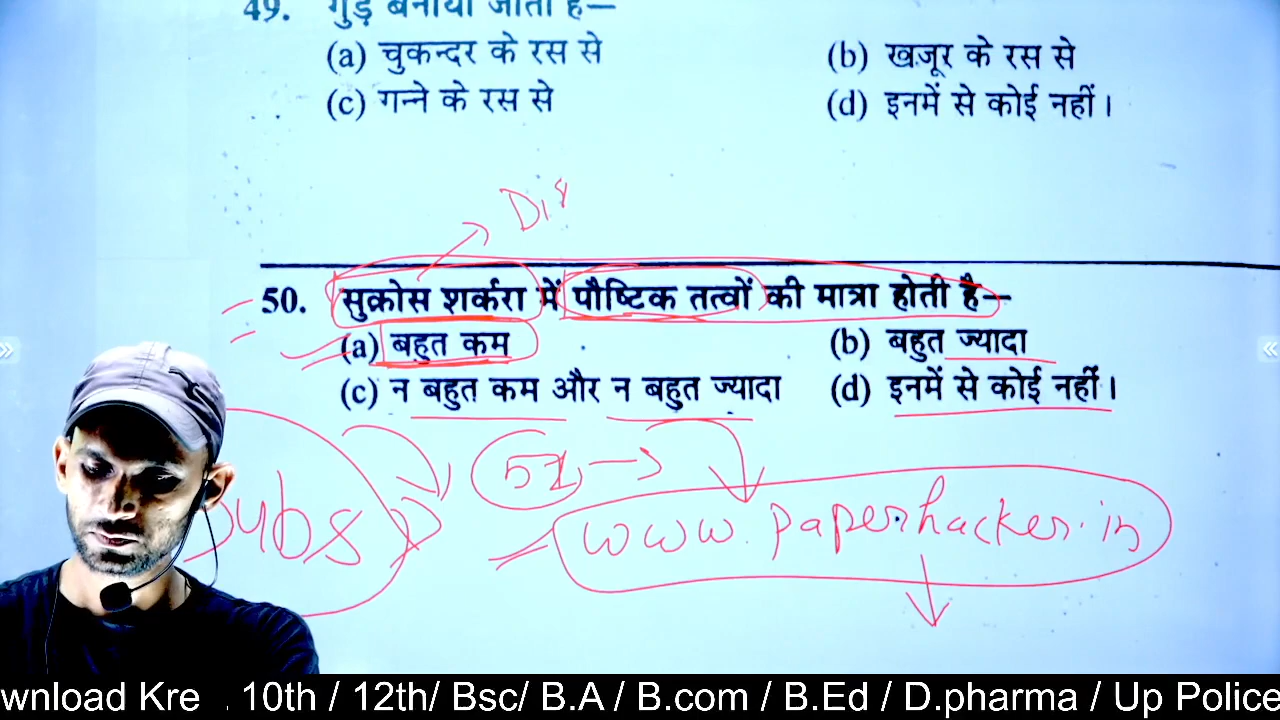 49. गुड़ बनाया जाता है—
(a) चुकन्दर के रस से (b) खजूर के रस से
(c) गन्ने के रस से (d) इनमें से कोई नहीं।
50. सुक्रोस शर्करा में पौष्टिक तत्वों की मात्रा होती है—
(a) बहुत कम (b) बहुत ज्यादा
(c) न बहुत कम और न बहुत ज्यादा (d) इनमें से कोई नहीं।
www.paperhacker.in
wnload Kre . 10th / 12th/ Bsc/ B.A / B.com / B.Ed / D.pharma / Up Police